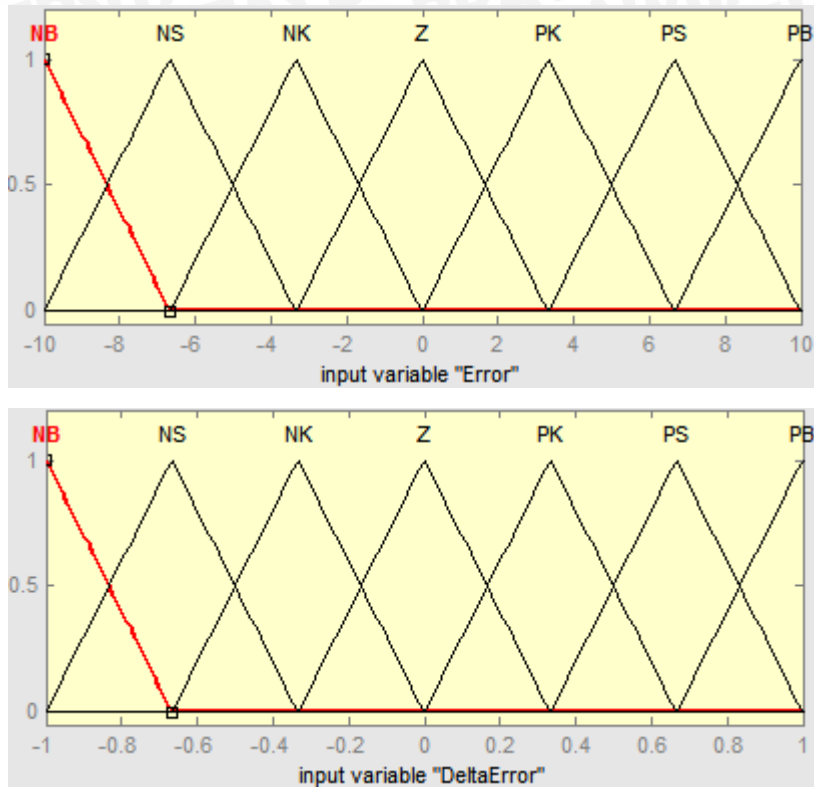 NB NS NK Z PK PS PB
1
0.5
0
-10 -8 -6 -4 -2 0 2 4 6 8 10
input variable "Error"
NB NS NK Z PK PS PB
1
0.5
0
-1 -0.8 -0.6 -0.4 -0.2 0 0.2 0.4 0.6 0.8 1
input variable "DeltaError"